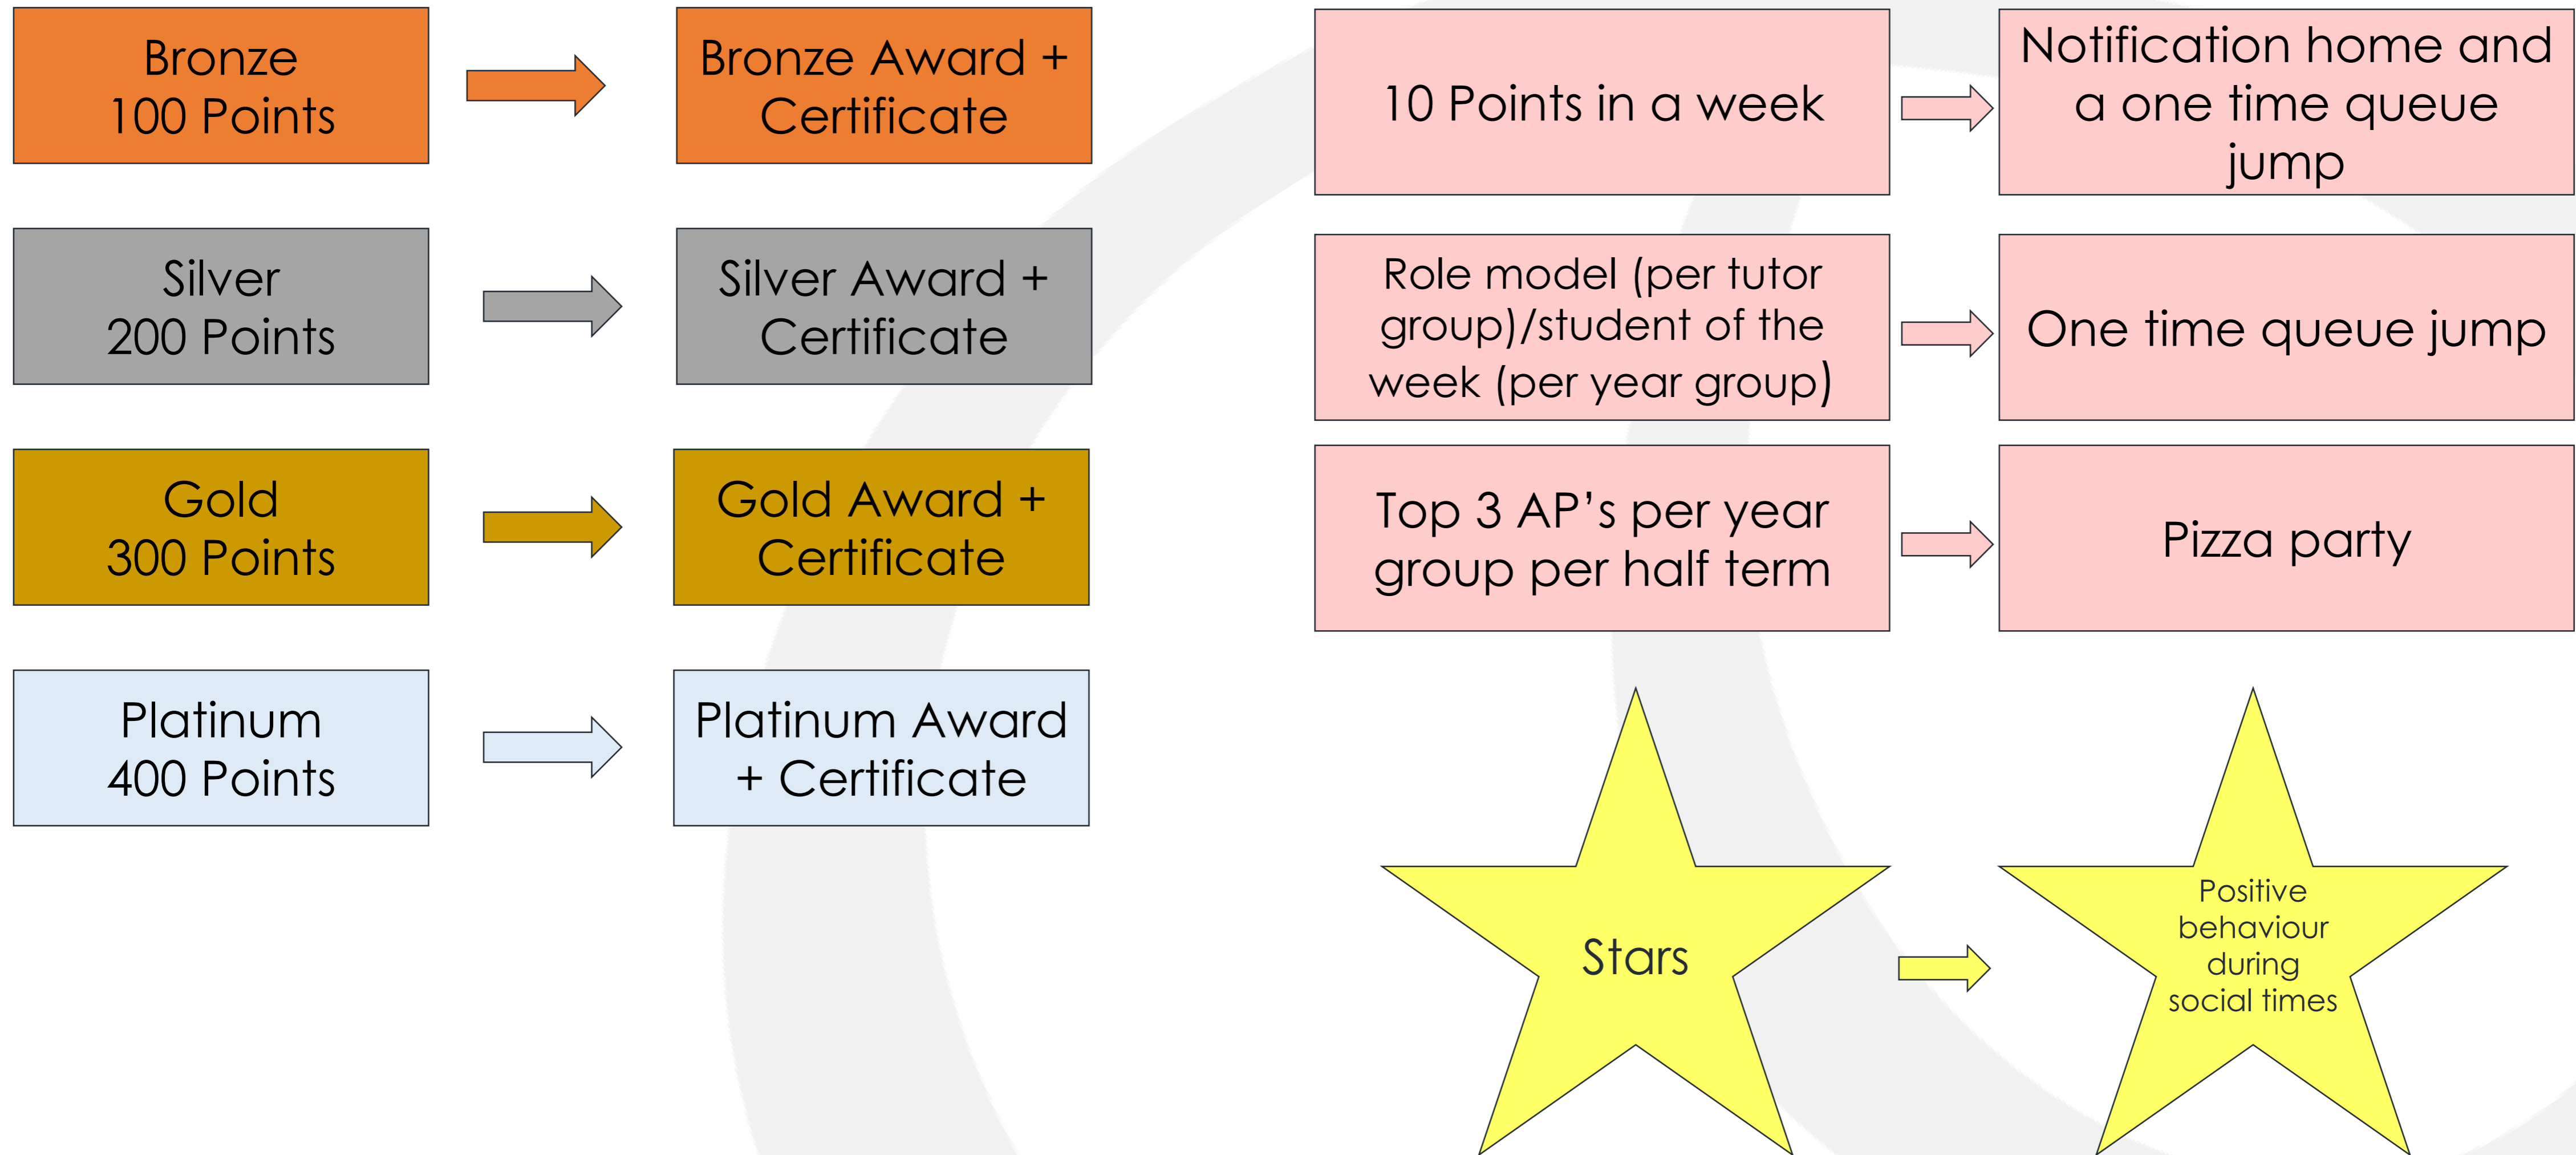 Bronze
100 Points
Bronze Award +
Certificate
Silver
200 Points
Silver Award +
Certificate
Gold
300 Points
Gold Award +
Certificate
Platinum
400 Points
Platinum Award
+ Certificate
10 Points in a week
Notification home and
a one time queue
jump
Role model (per tutor
group)/student of the
week (per year group)
One time queue jump
Top 3 AP’s per year
group per half term
Pizza party
Stars
Positive
behaviour
during
social times